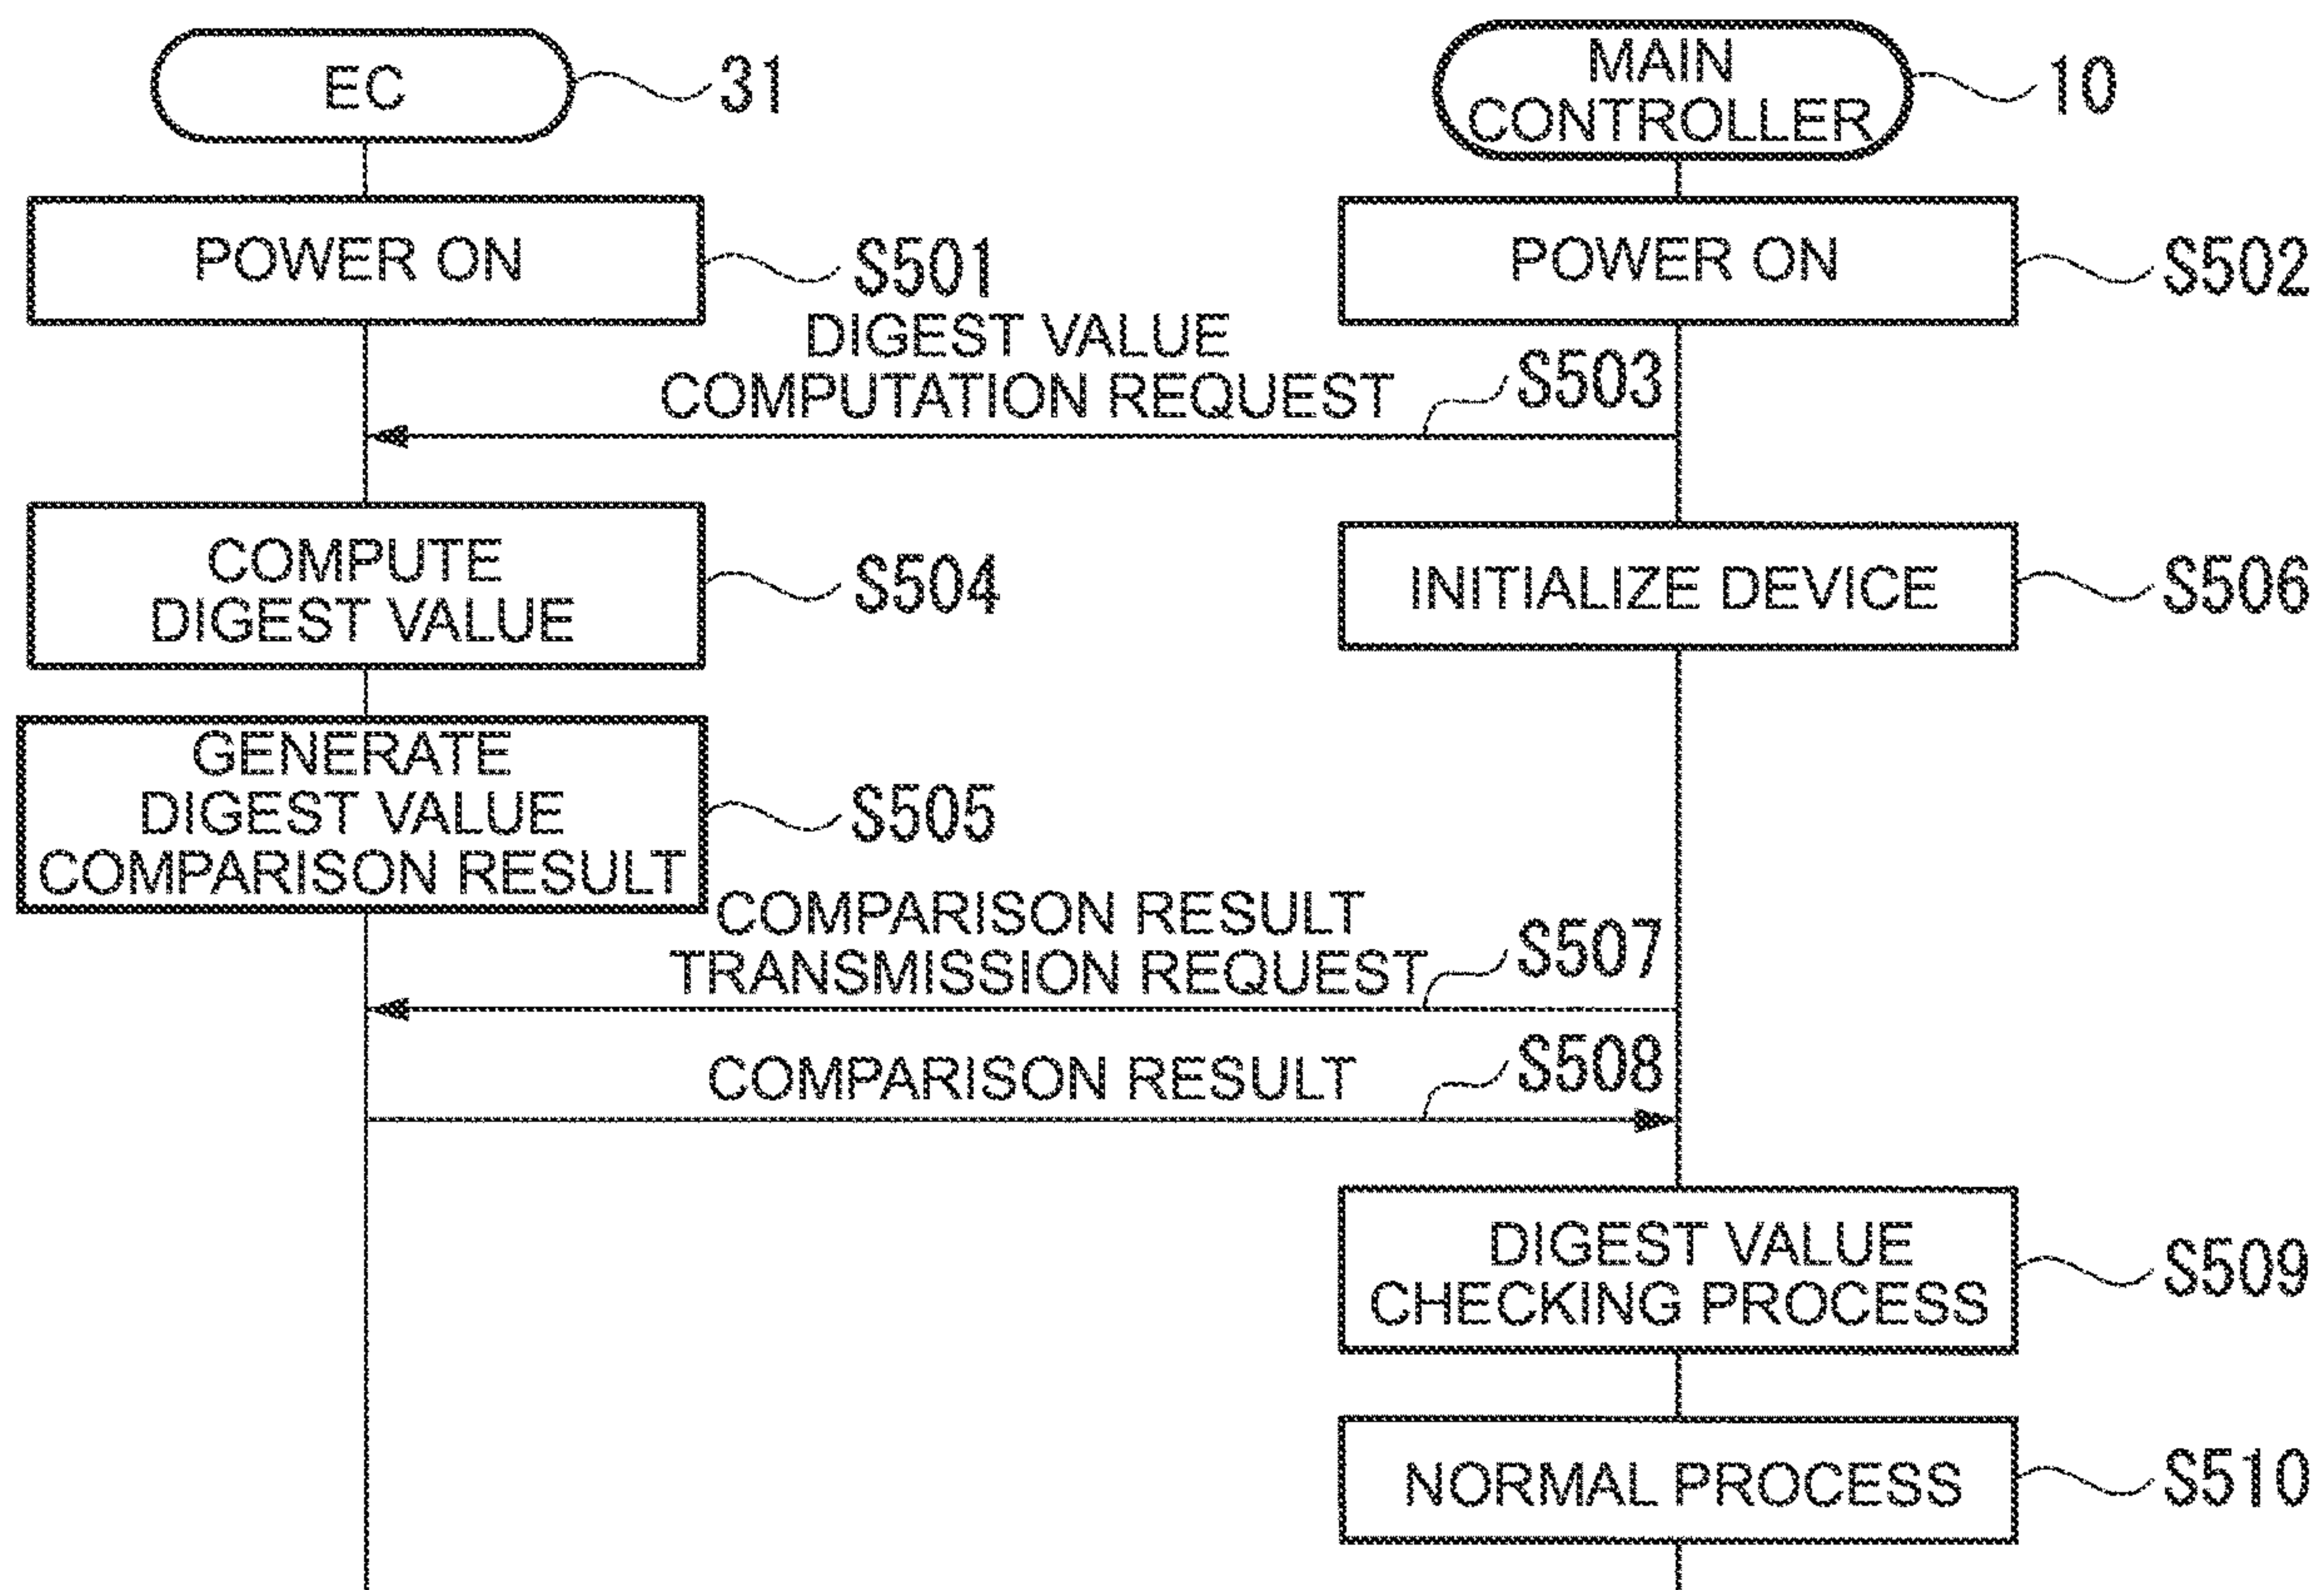 EC
31
MAIN
CONTROLLER
10
POWER ON
S501
POWER ON
S502
DIGEST VALUE
COMPUTATION REQUEST
S503
COMPUTE
DIGEST VALUE
S504
INITIALIZE DEVICE
S506
GENERATE
DIGEST VALUE
COMPARISON RESULT
S505
COMPARISON RESULT
TRANSMISSION REQUEST
S507
COMPARISON RESULT
S508
DIGEST VALUE
CHECKING PROCESS
S509
NORMAL PROCESS
S510